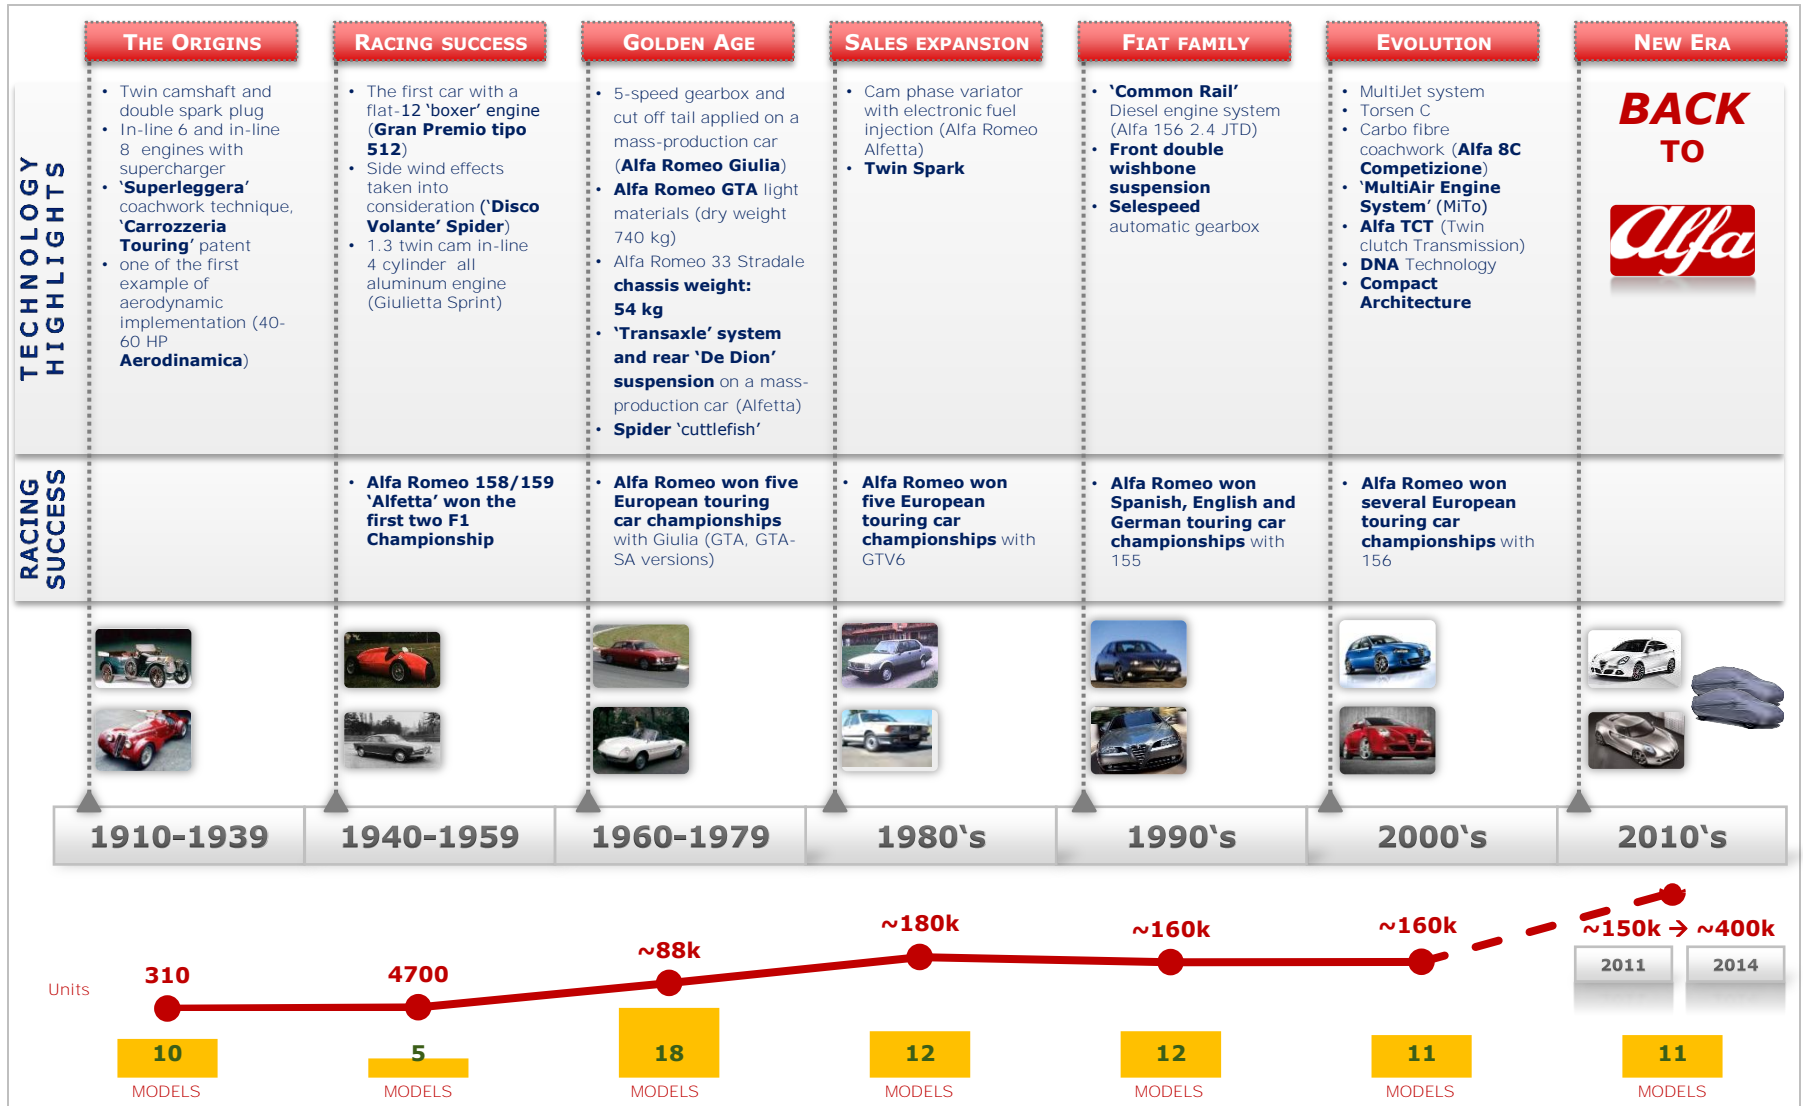 THE ORIGINS
RACING SUCCESS
GOLDEN AGE
SALES EXPANSION
FIAT FAMILY
EVOLUTION
NEW ERA
TECHNOLOGY
HIGHLIGHTS
• Twin camshaft and
double spark plug
• In-line 6 and in-line
8 engines with
supercharger
• ‘Superleggera’
coachwork technique,
‘Carrozzeria
Touring’ patent
• one of the first
example of
aerodynamic
implementation (40-
60 HP
Aerodinamica)
• The first car with a
flat-12 ‘boxer’ engine
(Gran Premio tipo
512)
• Side wind effects
taken into
consideration (‘Disco
Volante’ Spider)
• 1.3 twin cam in-line
4 cylinder all
aluminum engine
(Giulietta Sprint)
• 5-speed gearbox and
cut off tail applied on a
mass-production car
(Alfa Romeo Giulia)
• Alfa Romeo GTA light
materials (dry weight
740 kg)
• Alfa Romeo 33 Stradale
chassis weight:
54 kg
• ‘Transaxle’ system
and rear ‘De Dion’
suspension on a mass-
production car (Alfetta)
• Spider ‘cuttlefish’
• Cam phase variator
with electronic fuel
injection (Alfa Romeo
Alfetta)
• Twin Spark
• ‘Common Rail’
Diesel engine system
(Alfa 156 2.4 JTD)
• Front double
wishbone
suspension
• Selespeed
automatic gearbox
• MultiJet system
• Torsen C
• Carbo fibre
coachwork (Alfa 8C
Competizione)
• ‘MultiAir Engine
System’ (MiTo)
• Alfa TCT (Twin
clutch Transmission)
• DNA Technology
• Compact
Architecture
BACK
TO
Alfa
RACING
SUCCESS
• Alfa Romeo 158/159
‘Alfetta’ won the
first two F1
Championship
• Alfa Romeo won five
European touring
car championships
with Giulia (GTA, GTA-
SA versions)
• Alfa Romeo won
five European
touring car
championships with
GTV6
• Alfa Romeo won
Spanish, English and
German touring car
championships with
155
• Alfa Romeo won
several European
touring car
championships with
156
1910-1939
1940-1959
1960-1979
1980‘s
1990‘s
2000‘s
2010‘s
Units
310
4700
~88k
~180k
~160k
~160k
~150k → ~400k
2011
2014
10
5
18
12
12
11
11
MODELS
MODELS
MODELS
MODELS
MODELS
MODELS
MODELS